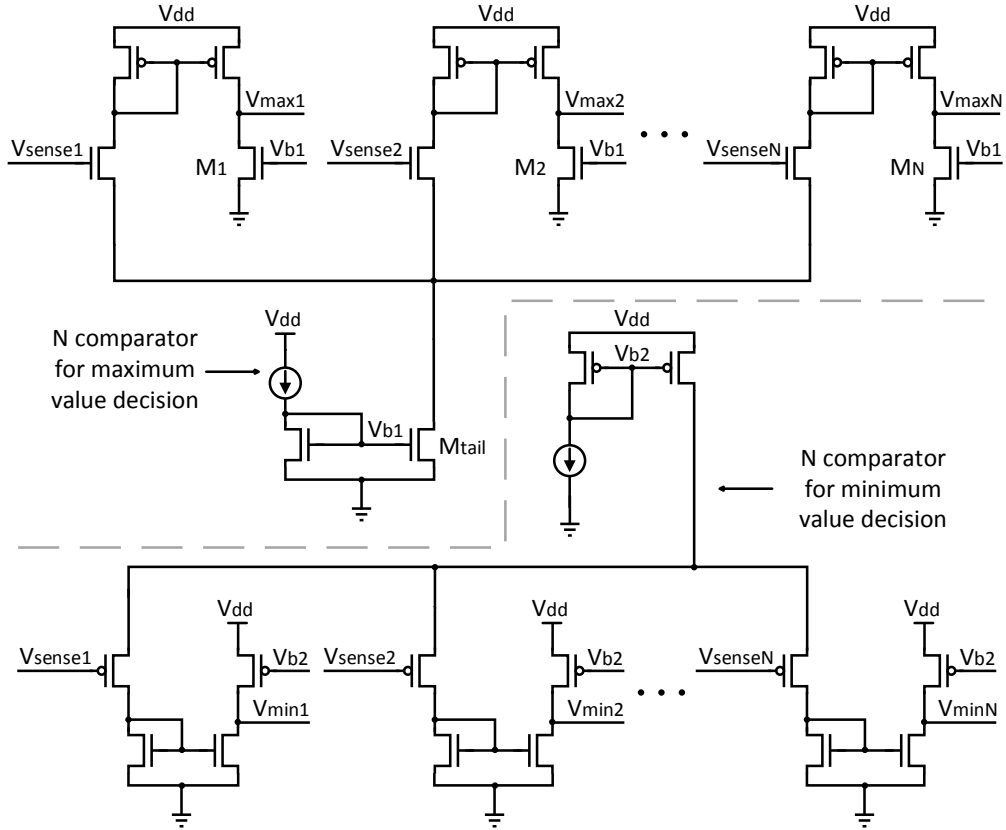 Vdd Vdd Vdd
Vmax1 Vmax2 VmaxN
Vsense1 Vb1 Vsense2 Vb1 VsenseN Vb1
M1 M2 MN
N comparator
for maximum
value decision
Vdd
Vb1
Mtail
Vdd
Vb2
N comparator
for minimum
value decision
Vdd Vdd Vdd
Vsense1 Vb2 Vsense2 Vb2 VsenseN Vb2
Vmin1 Vmin2 VminN